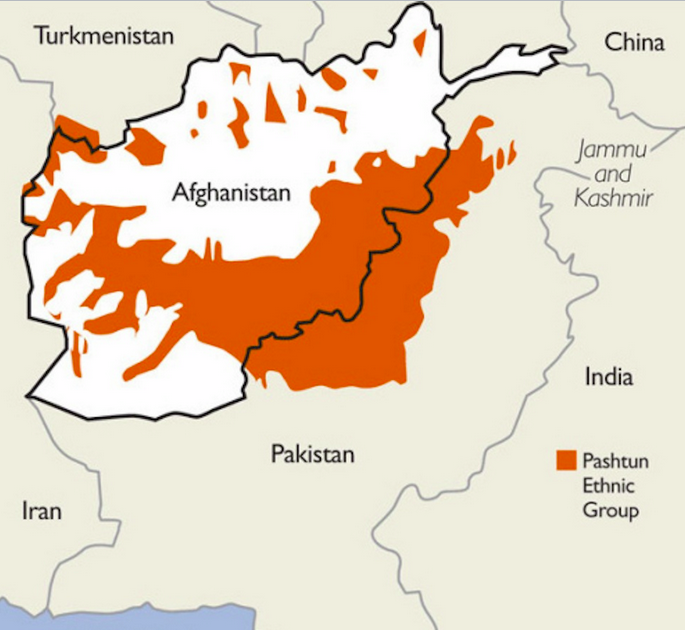 Turkmenistan
China
Jammu
and
Kashmir
Afghanistan
India
Pakistan
Pashtun
Ethnic
Group
Iran